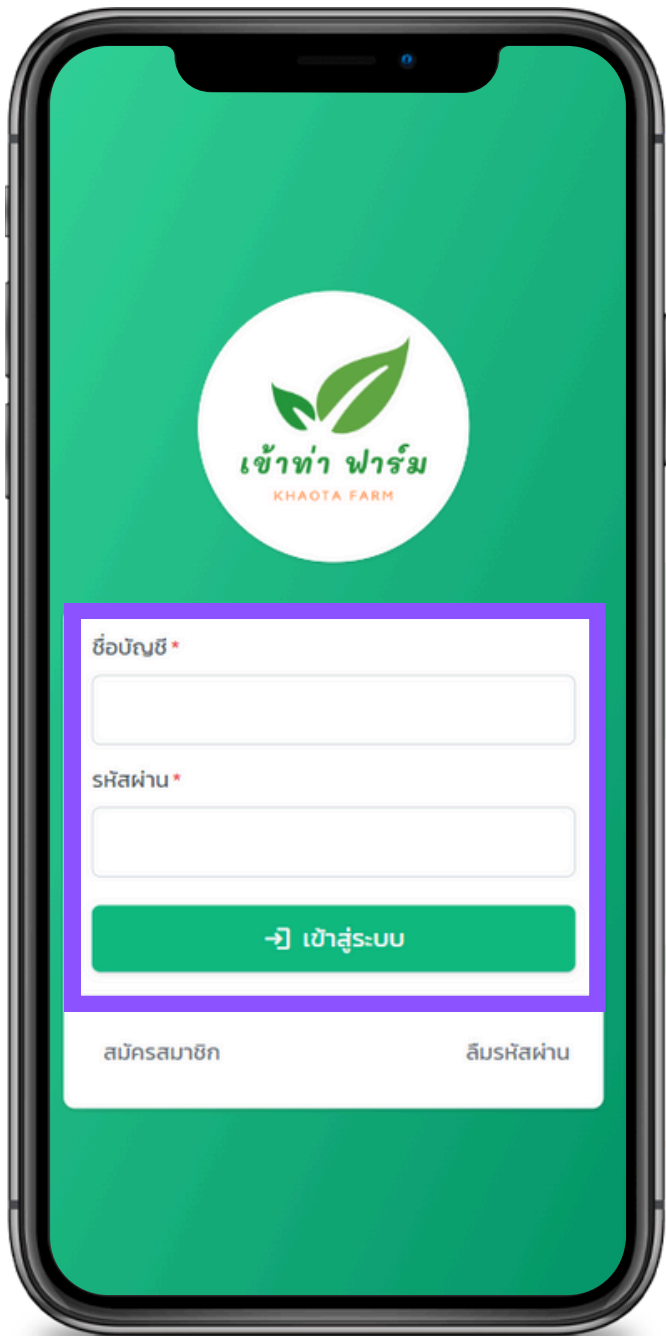 เข้าท่า ฟาร์ม
KHAOTA FARM
ชื่อบัญชี *
รหัสผ่าน *
เข้าสู่ระบบ
สมัครสมาชิก ลืมรหัสผ่าน